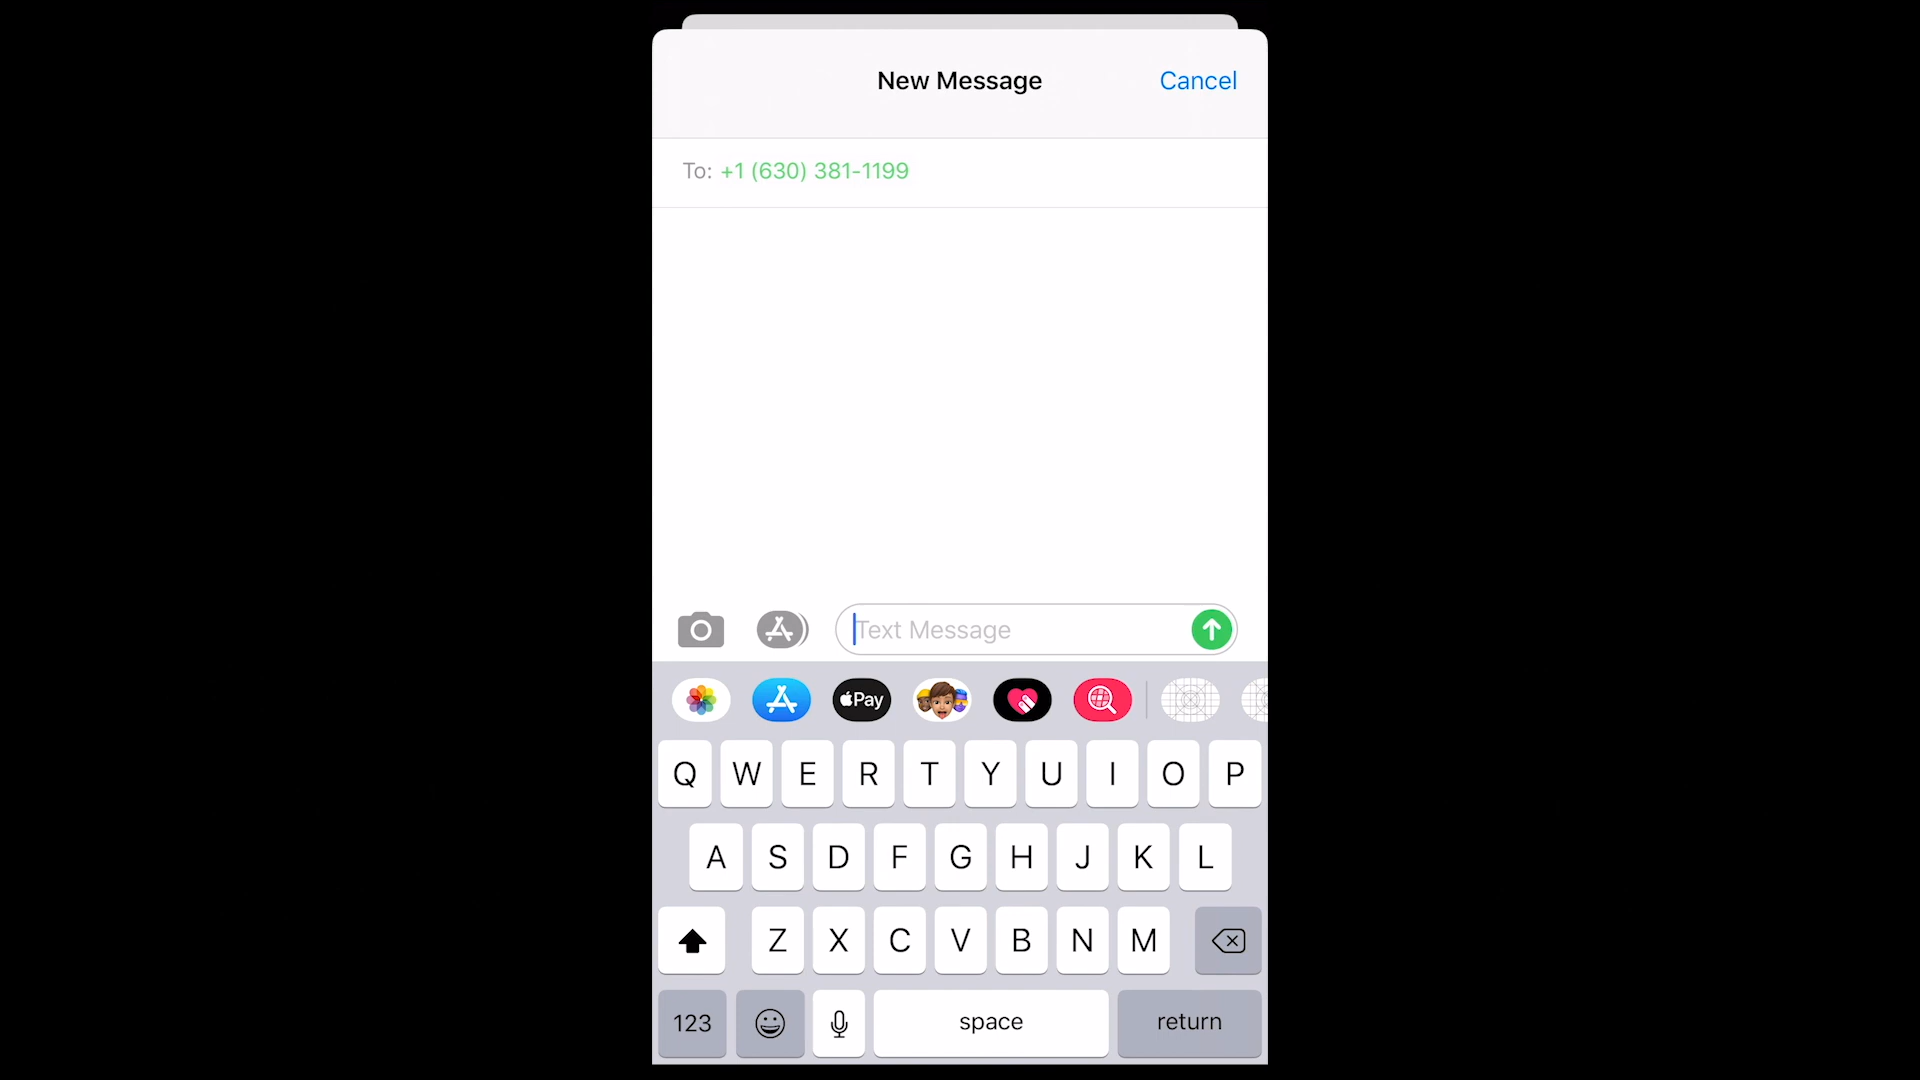 New Message Cancel
To: +1 (630) 381-1199
Text Message
Pay
Q W E R T Y U I O P
A S D F G H J K L
Z X C V B N M
123 space return